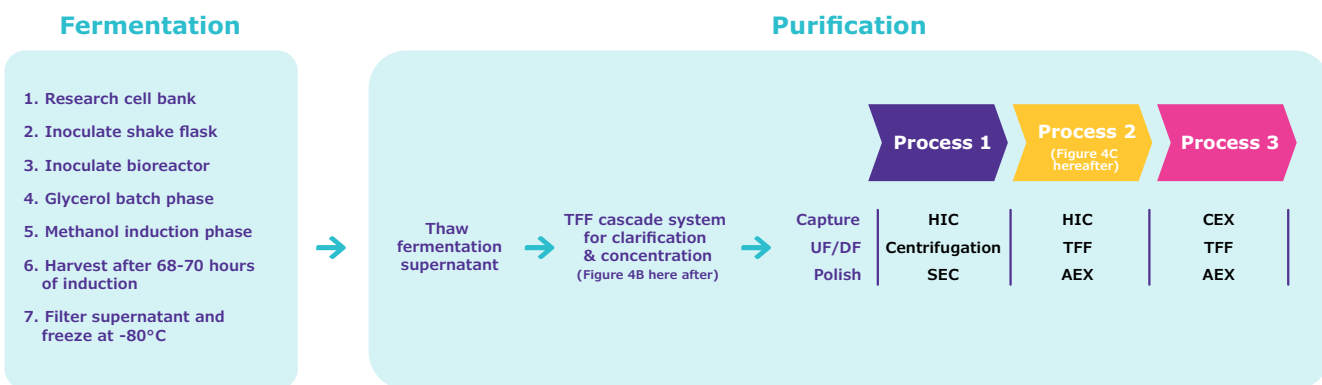 Fermentation
1. Research cell bank
2. Inoculate shake flask
3. Inoculate bioreactor
4. Glycerol batch phase
5. Methanol induction phase
6. Harvest after 68-70 hours
of induction
7. Filter supernatant and
freeze at -80°C
Purification
Thaw
fermentation
supernatant
TFF cascade system
for clarification
& concentration
(Figure 4B here after)
Process 1
Process 2
(Figure 4C
hereafter)
Process 3
Capture HIC HIC CEX
UF/DF Centrifugation TFF TFF
Polish SEC AEX AEX